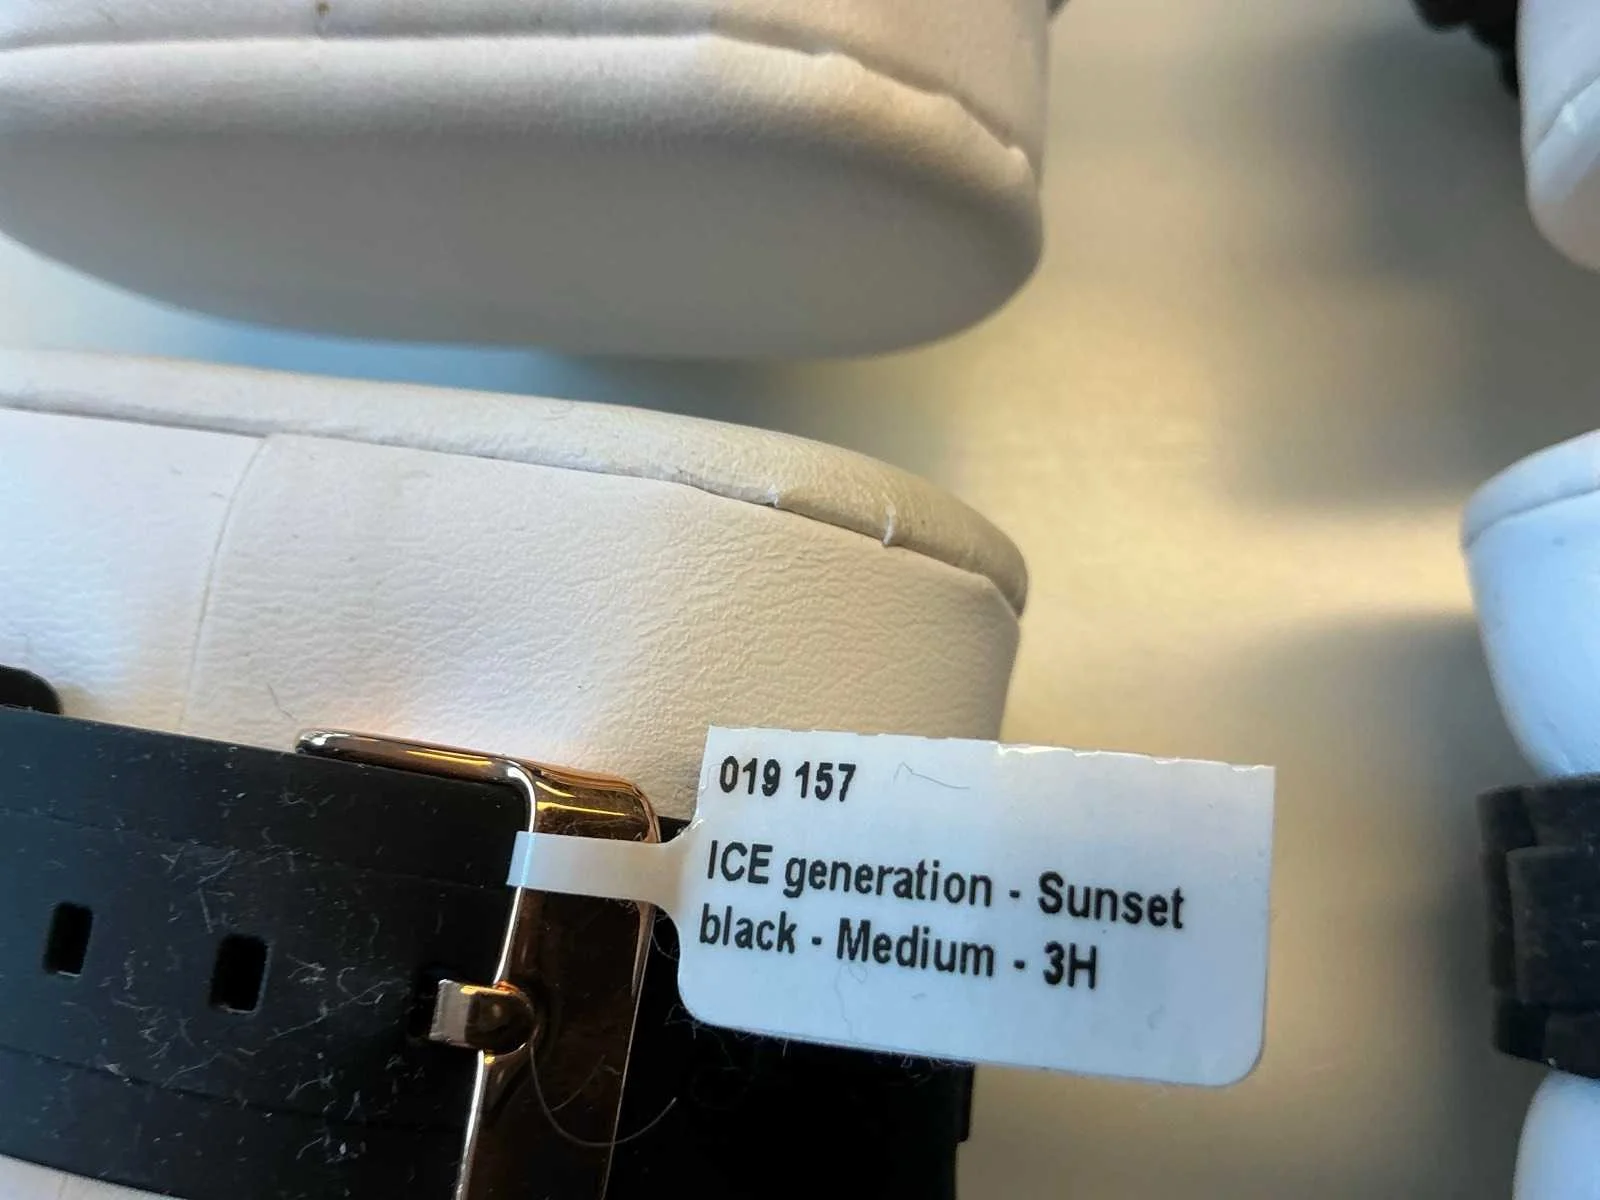 019 157
ICE generation - Sunset
black - Medium - 3H